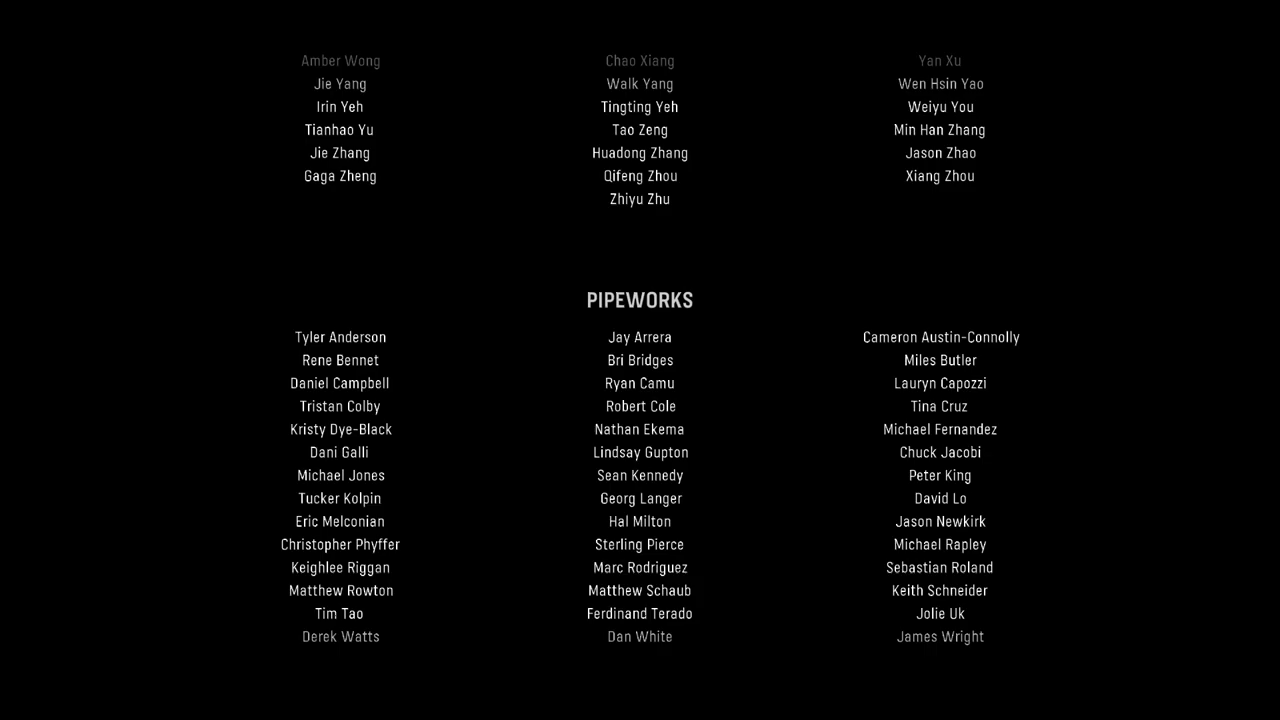 Amber Wong Chao Xiang Yan Xu
Jie Yang Walk Yang Wen Hsin Yao
Irin Yeh Tingting Yeh Weiyu You
Tianhao Yu Tao Zeng Min Han Zhang
Jie Zhang Huadong Zhang Jason Zhao
Gaga Zheng Qifeng Zhou Xiang Zhou
Zhiyu Zhu
PIPEWORKS
Tyler Anderson Jay Arrera Cameron Austin-Connolly
Rene Bennet Bri Bridges Miles Butler
Daniel Campbell Ryan Camu Lauryn Capozzi
Tristan Colby Robert Cole Tina Cruz
Kristy Dye-Black Nathan Ekema Michael Fernandez
Dani Galli Lindsay Gupton Chuck Jacobi
Michael Jones Sean Kennedy Peter King
Tucker Kolpin Georg Langer David Lo
Eric Melconian Hal Milton Jason Newkirk
Christopher Phyffer Sterling Pierce Michael Rapley
Keighlee Riggan Marc Rodriguez Sebastian Roland
Matthew Rowton Matthew Schaub Keith Schneider
Tim Tao Ferdinand Terado Jolie Uk
Derek Watts Dan White James Wright